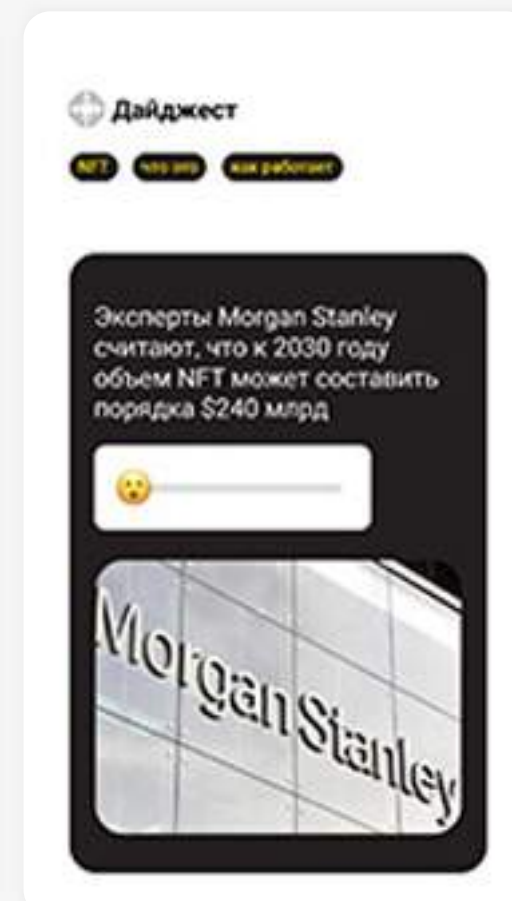 Дайджест
NFT что это как работает
Эксперты Morgan Stanley
считают, что к 2030 году
объем NFT может составить
порядка $240 млрд
Morgan Stanley